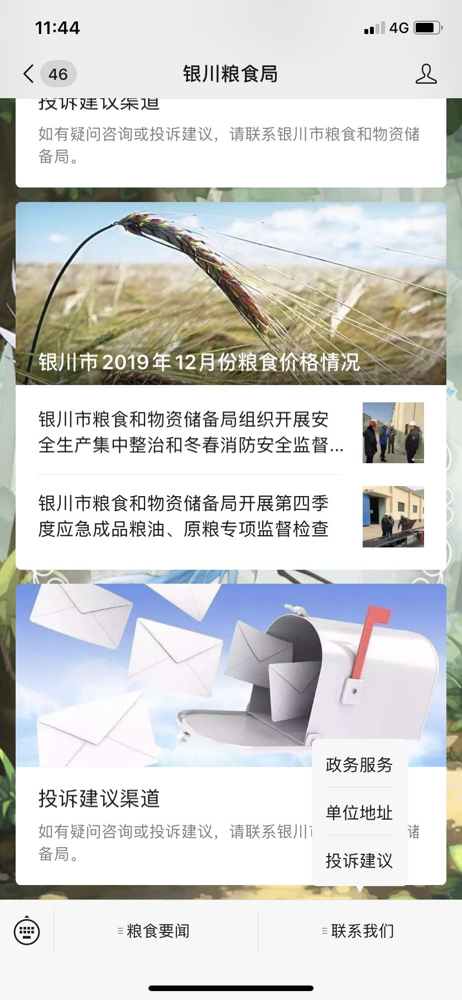 11:44
4G
46
银川粮食局
投诉建议渠道
如有疑问咨询或投诉建议，请联系银川市粮食和物资储
备局。
银川市2019年12月份粮食价格情况
银川市粮食和物资储备局组织开展安
全生产集中整治和冬春消防安全监督...
银川市粮食和物资储备局开展第四季
度应急成品粮油、原粮专项监督检查
政务服务
单位地址
投诉建议
投诉建议渠道
如有疑问咨询或投诉建议，请联系银川 储
备局。
粮食要闻
联系我们